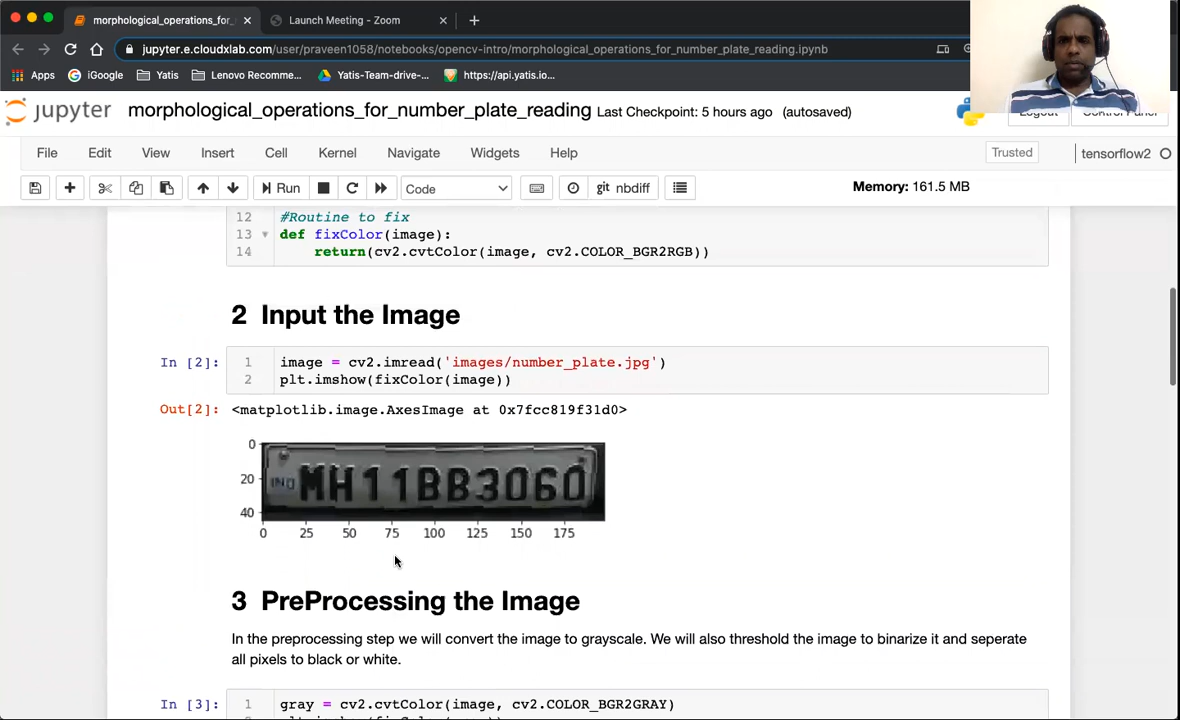 morphological_operations_for_
Launch Meeting - Zoom
jupyter.e.cloudxlab.com/user/praveen1058/notebooks/opencv-intro/morphological_operations_for_number_plate_reading.ipynb
Apps iGoogle Yatis Lenovo Recomme... Yatis-Team-drive-... https://api.yatis.io...
jupyter morphological_operations_for_number_plate_reading Last Checkpoint: 5 hours ago (autosaved)
Logout Control Panel
File Edit View Insert Cell Kernel Navigate Widgets Help Trusted tensorflow2
Run Code git nbdiff Memory: 161.5 MB
12 #Routine to fix
13 def fixColor(image):
14 return(cv2.cvtColor(image, cv2.COLOR_BGR2RGB))
2 Input the Image
In [2]: 1 image = cv2.imread('images/number_plate.jpg')
2 plt.imshow(fixColor(image))
Out[2]: <matplotlib.image.AxesImage at 0x7fcc819f31d0>
0
20
40
IND MH11BB3060
0 25 50 75 100 125 150 175
3 PreProcessing the Image
In the preprocessing step we will convert the image to grayscale. We will also threshold the image to binarize it and seperate
all pixels to black or white.
In [3]: 1 gray = cv2.cvtColor(image, cv2.COLOR_BGR2GRAY)